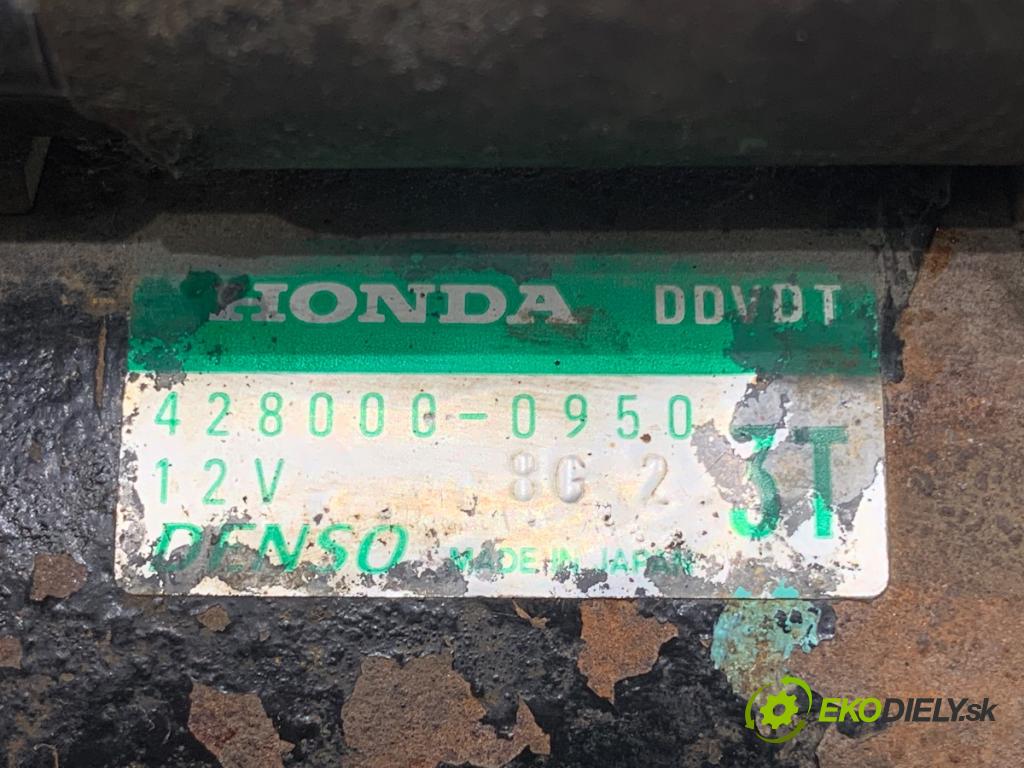 HONDA DDVDT
428000-0950
12V 8G 2 3T
DENSO MADE IN JAPAN
EKODIELY.sk